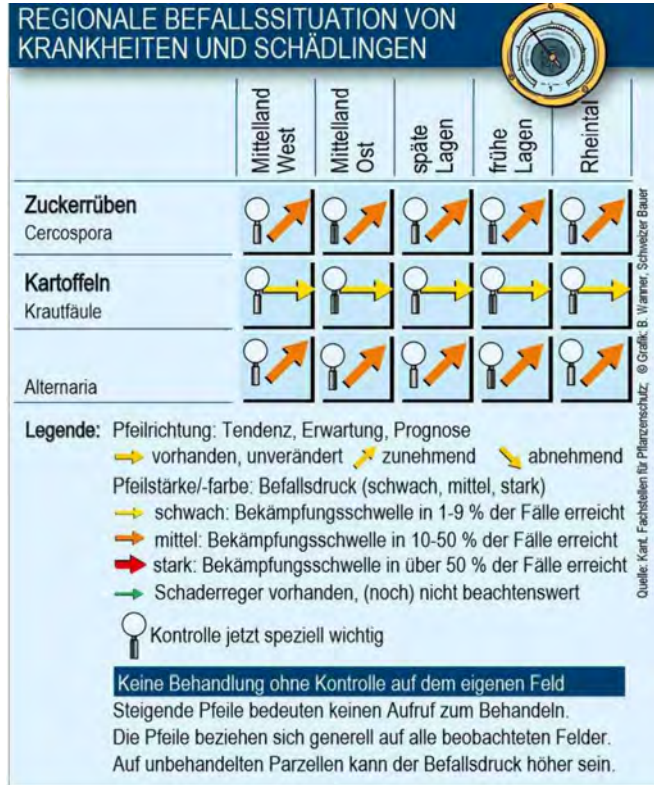 REGIONALE BEFALLSSITUATION VON
KRANKHEITEN UND SCHÄDLINGEN
Mittelland
West
Mittelland
Ost
späte
Lagen
frühe
Lagen
Rheintal
Zuckerrüben
Cercospora
Kartoffeln
Krautfäule
Alternaria
Legende: Pfeilrichtung: Tendenz, Erwartung, Prognose
vorhanden, unverändert zunehmend abnehmend
Pfeilstärke/-farbe: Befallsdruck (schwach, mittel, stark)
schwach: Bekämpfungsschwelle in 1-9 % der Fälle erreicht
mittel: Bekämpfungsschwelle in 10-50 % der Fälle erreicht
stark: Bekämpfungsschwelle in über 50 % der Fälle erreicht
Schaderreger vorhanden, (noch) nicht beachtenswert
Kontrolle jetzt speziell wichtig
Keine Behandlung ohne Kontrolle auf dem eigenen Feld
Steigende Pfeile bedeuten keinen Aufruf zum Behandeln.
Die Pfeile beziehen sich generell auf alle beobachteten Felder.
Auf unbehandelten Parzellen kann der Befallsdruck höher sein.
Quelle: Kant. Fachstellen für Pflanzenschutz, © Grafik: B. Wanner, Schweizer Bauer